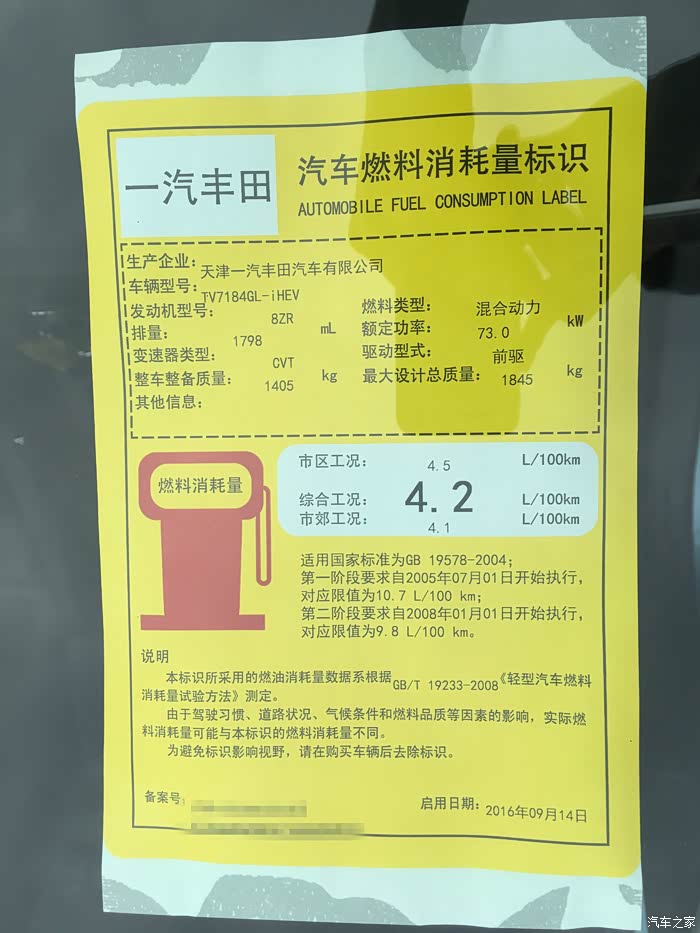 一汽丰田
汽车燃料消耗量标识
AUTOMOBILE FUEL CONSUMPTION LABEL
生产企业: 天津一汽丰田汽车有限公司
车辆型号: TV7184GL-iHEV
发动机型号: 8ZR 燃料类型: 混合动力
排量: 1798 mL 额定功率: 73.0 kW
变速器类型: CVT 驱动型式: 前驱
整车整备质量: 1405 kg 最大设计总质量: 1845 kg
其他信息:
燃料消耗量
市区工况: 4.5 L/100km
综合工况: 4.2 L/100km
市郊工况: 4.1 L/100km
适用国家标准为GB 19578-2004;
第一阶段要求自2005年07月01日开始执行,
对应限值为10.7 L/100 km;
第二阶段要求自2008年01月01日开始执行,
对应限值为9.8 L/100 km。
说明
本标识所采用的燃油消耗量数据系根据GB/T 19233-2008《轻型汽车燃料
消耗量试验方法》测定。
由于驾驶习惯、道路状况、气候条件和燃料品质等因素的影响, 实际燃
料消耗量可能与本标识的燃料消耗量不同。
为避免标识影响视野, 请在购买车辆后去除标识。
备案号:
启用日期: 2016年09月14日
汽车之家